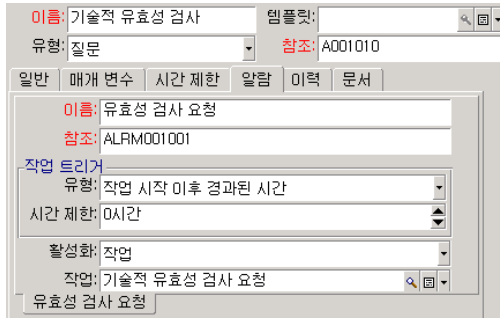 이름: 기술적 유효성 검사 템플릿:
유형: 질문 참조: A001010
일반 매개 변수 시간 제한 알람 이력 문서
이름: 유효성 검사 요청
참조: ALRM001001
작업 트리거
유형: 작업 시작 이후 경과된 시간
시간 제한: 0시간
활성화: 작업
작업: 기술적 유효성 검사 요청
유효성 검사 요청